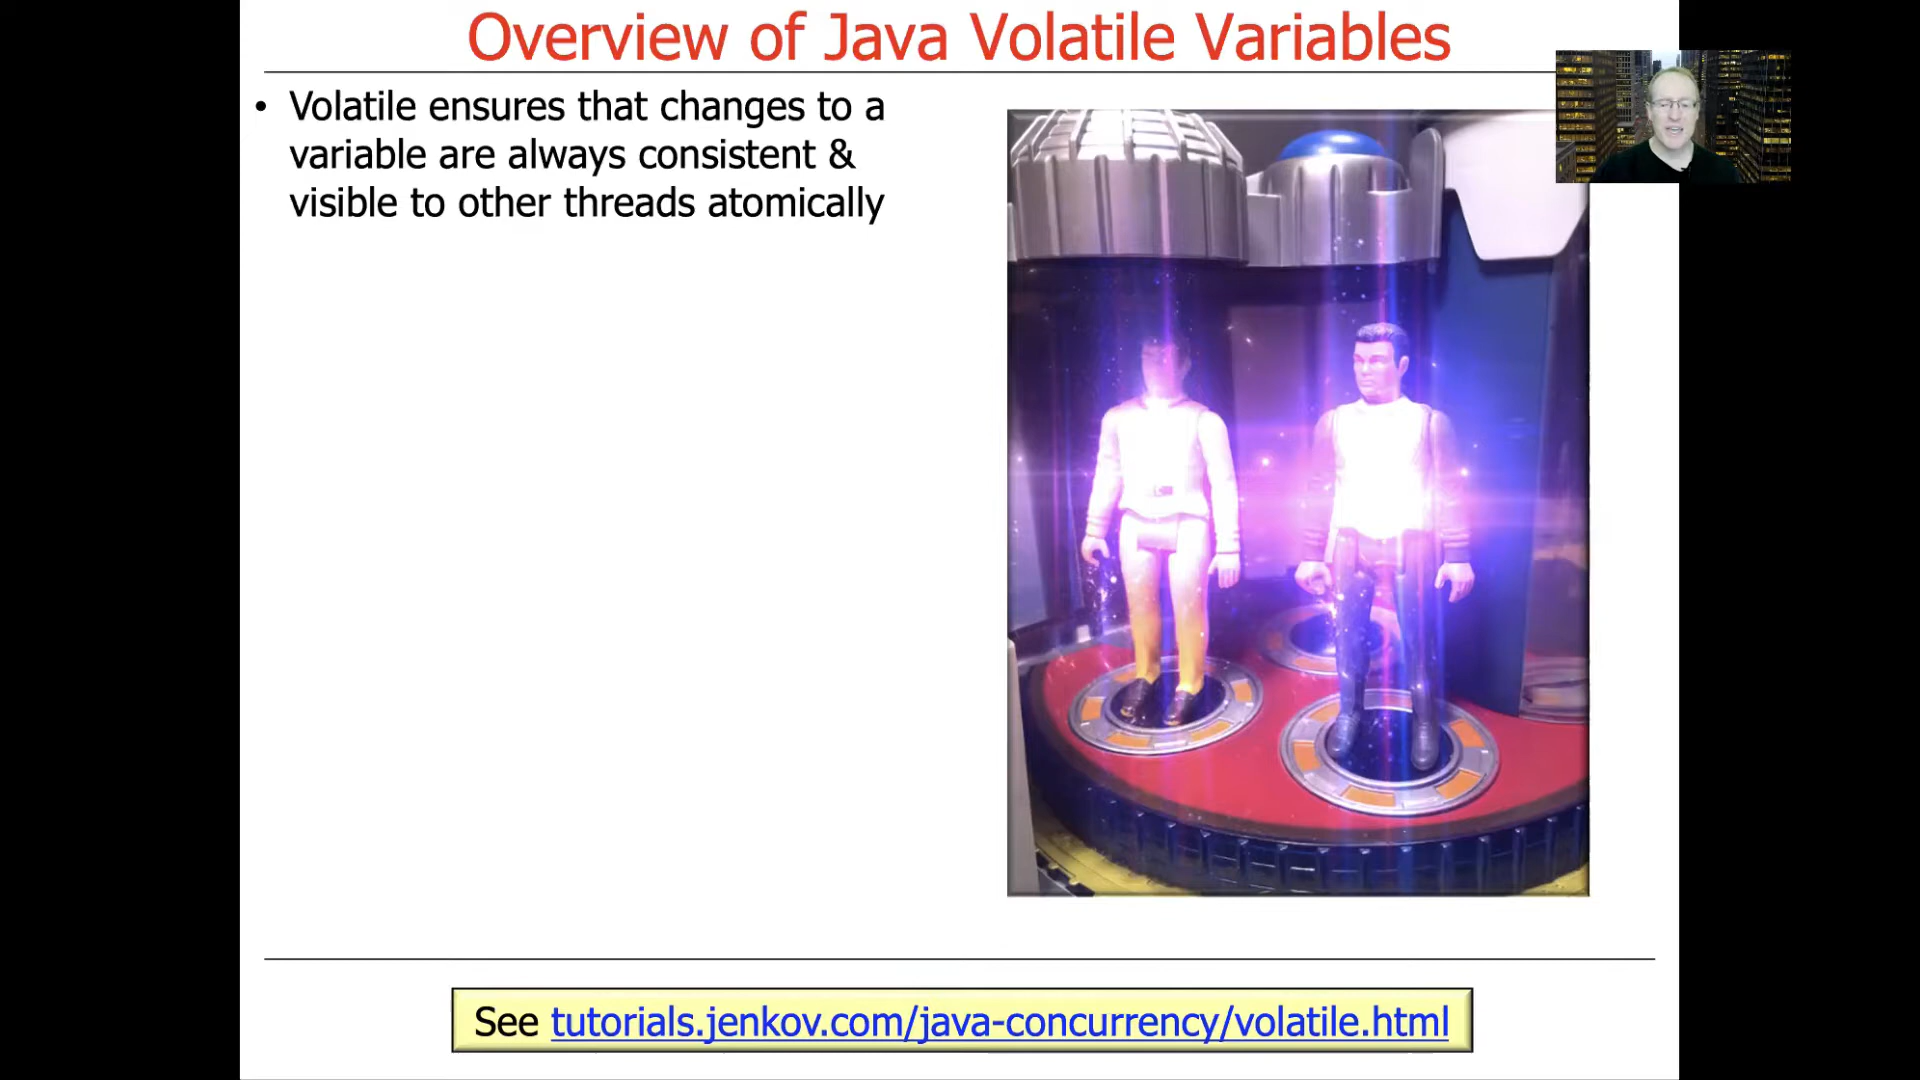 Overview of Java Volatile Variables
• Volatile ensures that changes to a
variable are always consistent &
visible to other threads atomically
See tutorials.jenkov.com/java-concurrency/volatile.html